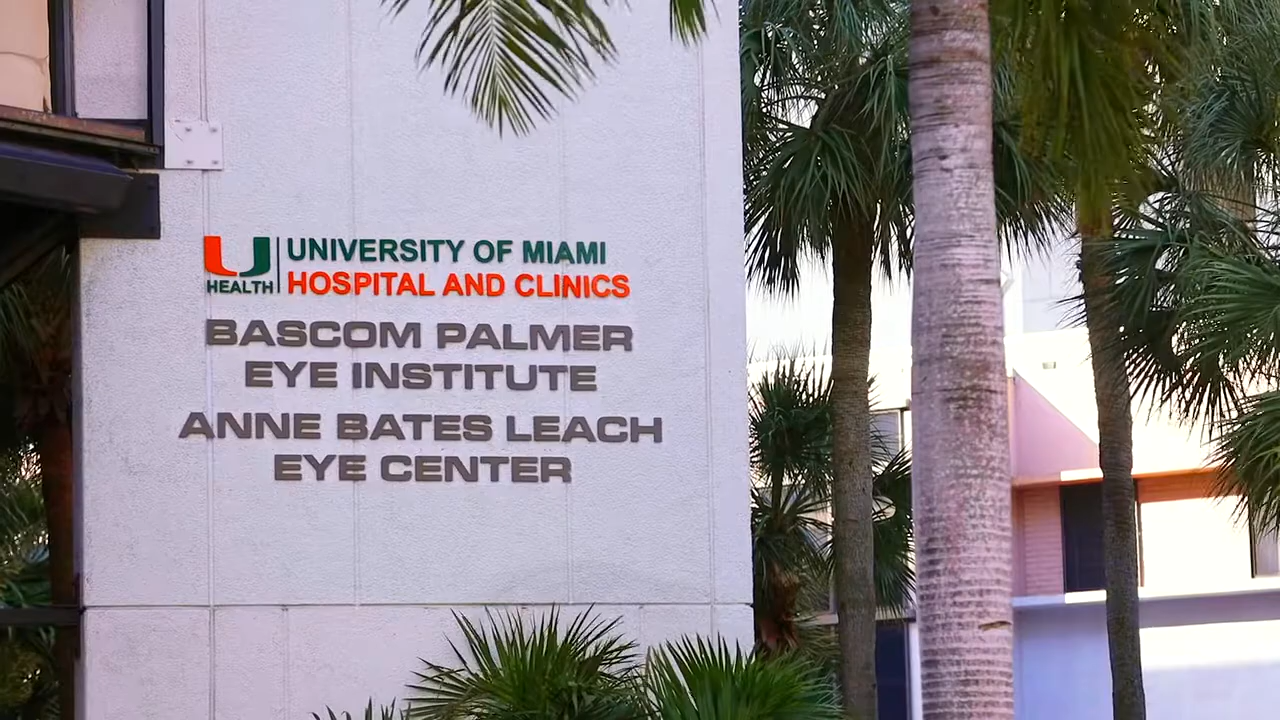 U
HEALTH
UNIVERSITY OF MIAMI
HOSPITAL AND CLINICS
BASCOM PALMER
EYE INSTITUTE
ANNE BATES LEACH
EYE CENTER